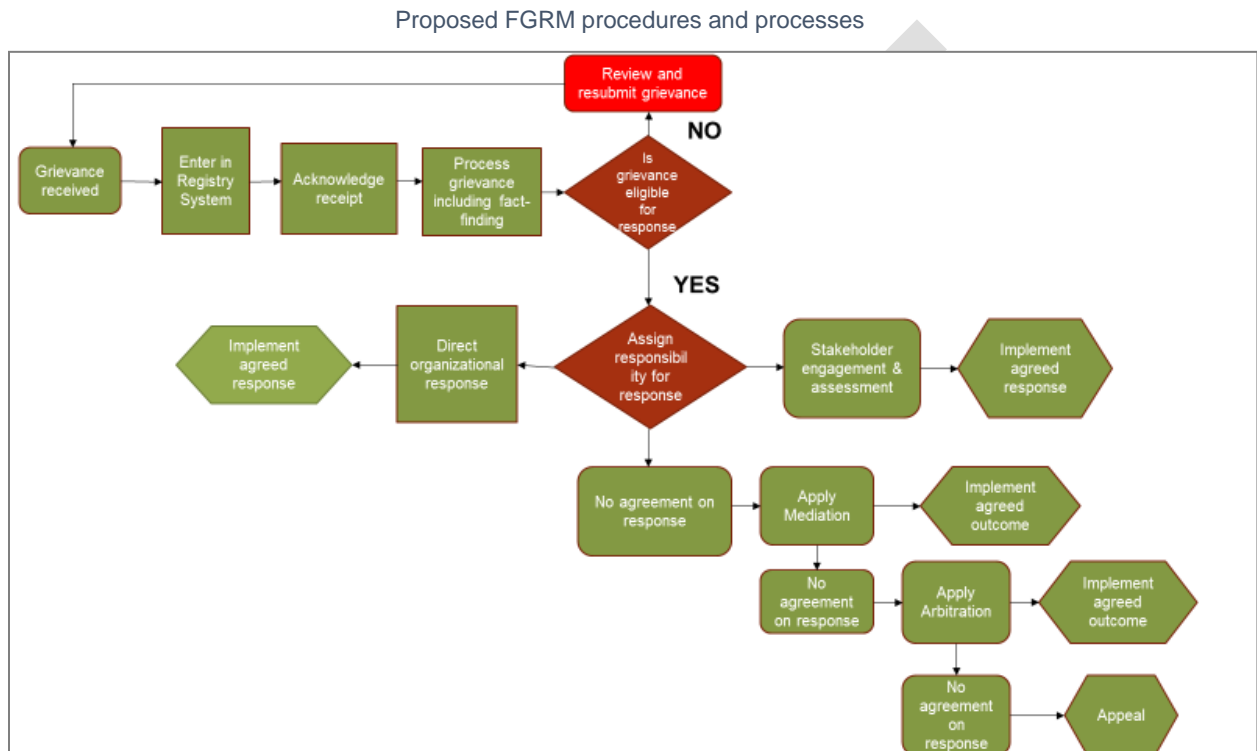 Proposed FGRM procedures and processes
Review and
resubmit grievance
NO
Grievance
received
Enter in
Registry
System
Acknowledge
receipt
Process
grievance
including fact-
finding
Is
grievance
eligible
for
response
YES
Implement
agreed
response
Direct
organizational
response
Assign
responsibil
ity for
response
Stakeholder
engagement &
assessment
Implement
agreed
response
No agreement on
response
Apply
Mediation
Implement
agreed
outcome
No
agreement
on response
Apply
Arbitration
Implement
agreed
outcome
No
agreement
on
response
Appeal